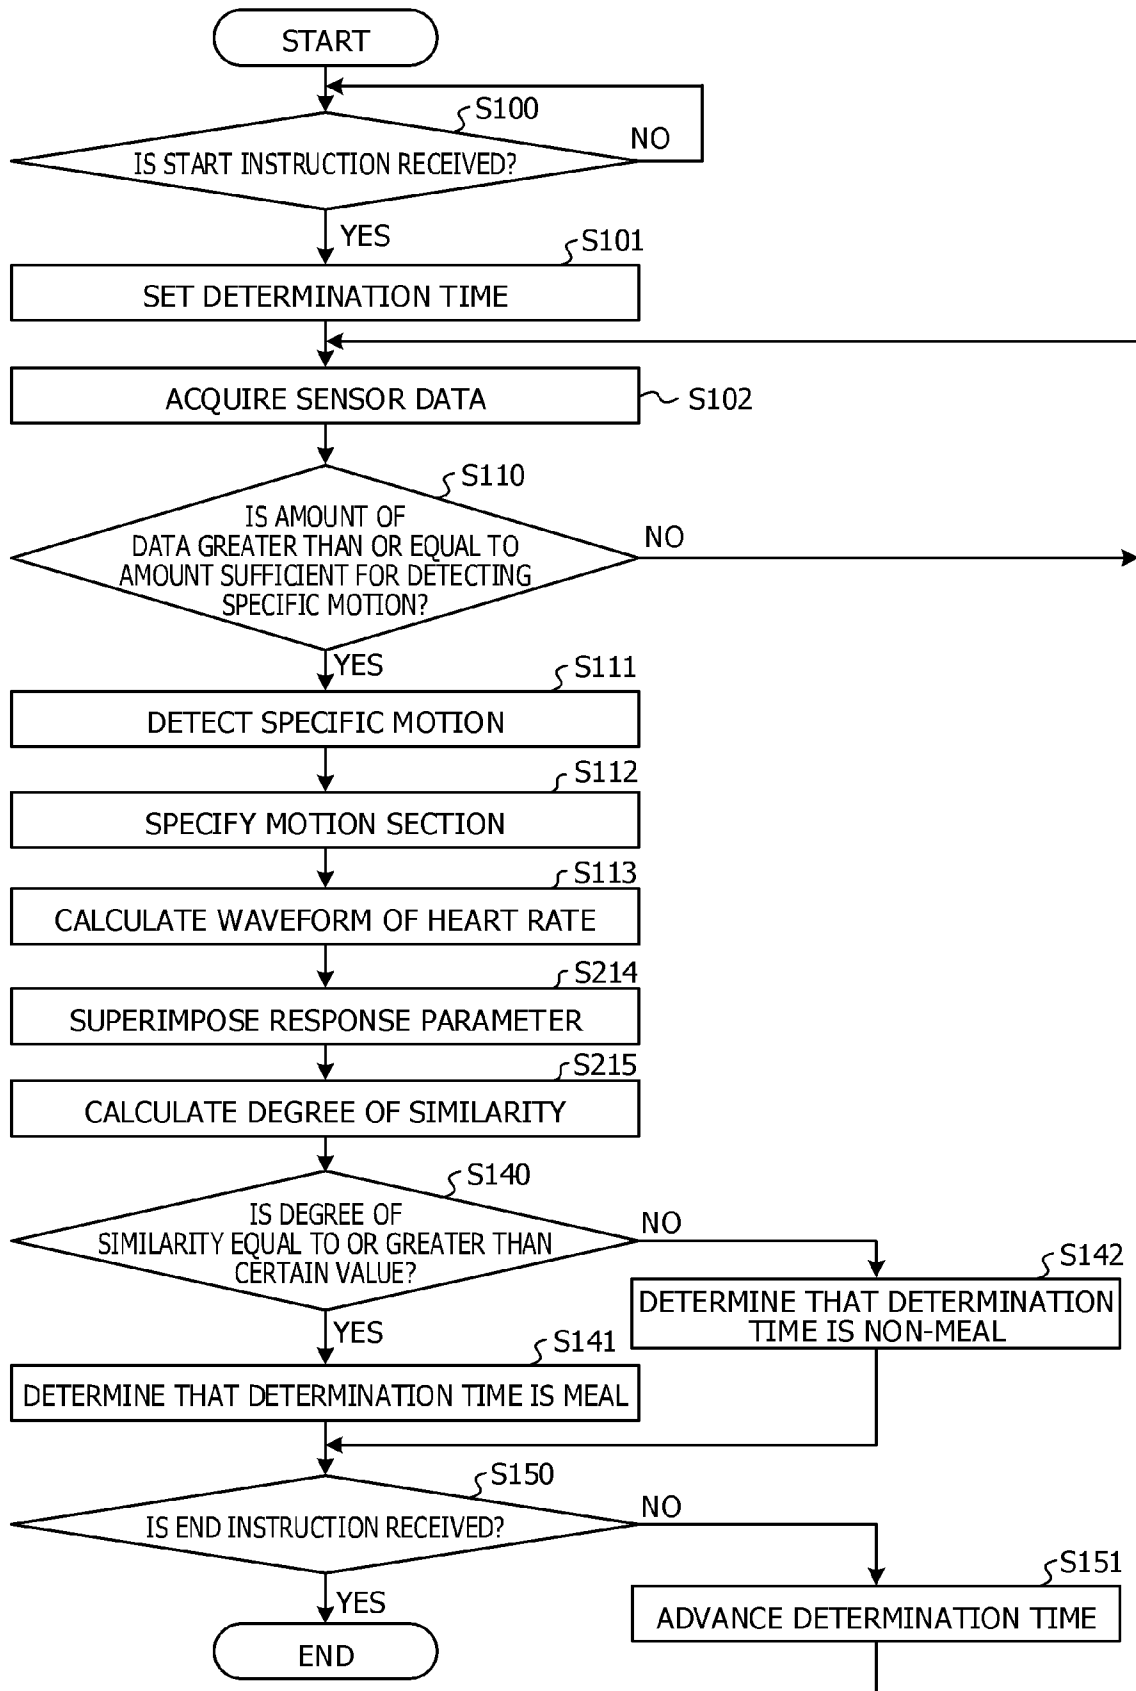 START
S100
NO
IS START INSTRUCTION RECEIVED?
YES
S101
SET DETERMINATION TIME
ACQUIRE SENSOR DATA
S102
S110
IS AMOUNT OF
DATA GREATER THAN OR EQUAL TO
AMOUNT SUFFICIENT FOR DETECTING
SPECIFIC MOTION?
NO
YES
S111
DETECT SPECIFIC MOTION
S112
SPECIFY MOTION SECTION
S113
CALCULATE WAVEFORM OF HEART RATE
S214
SUPERIMPOSE RESPONSE PARAMETER
S215
CALCULATE DEGREE OF SIMILARITY
S140
IS DEGREE OF
SIMILARITY EQUAL TO OR GREATER THAN
CERTAIN VALUE?
NO
S142
DETERMINE THAT DETERMINATION
TIME IS NON-MEAL
YES
S141
DETERMINE THAT DETERMINATION TIME IS MEAL
S150
NO
IS END INSTRUCTION RECEIVED?
S151
ADVANCE DETERMINATION TIME
YES
END